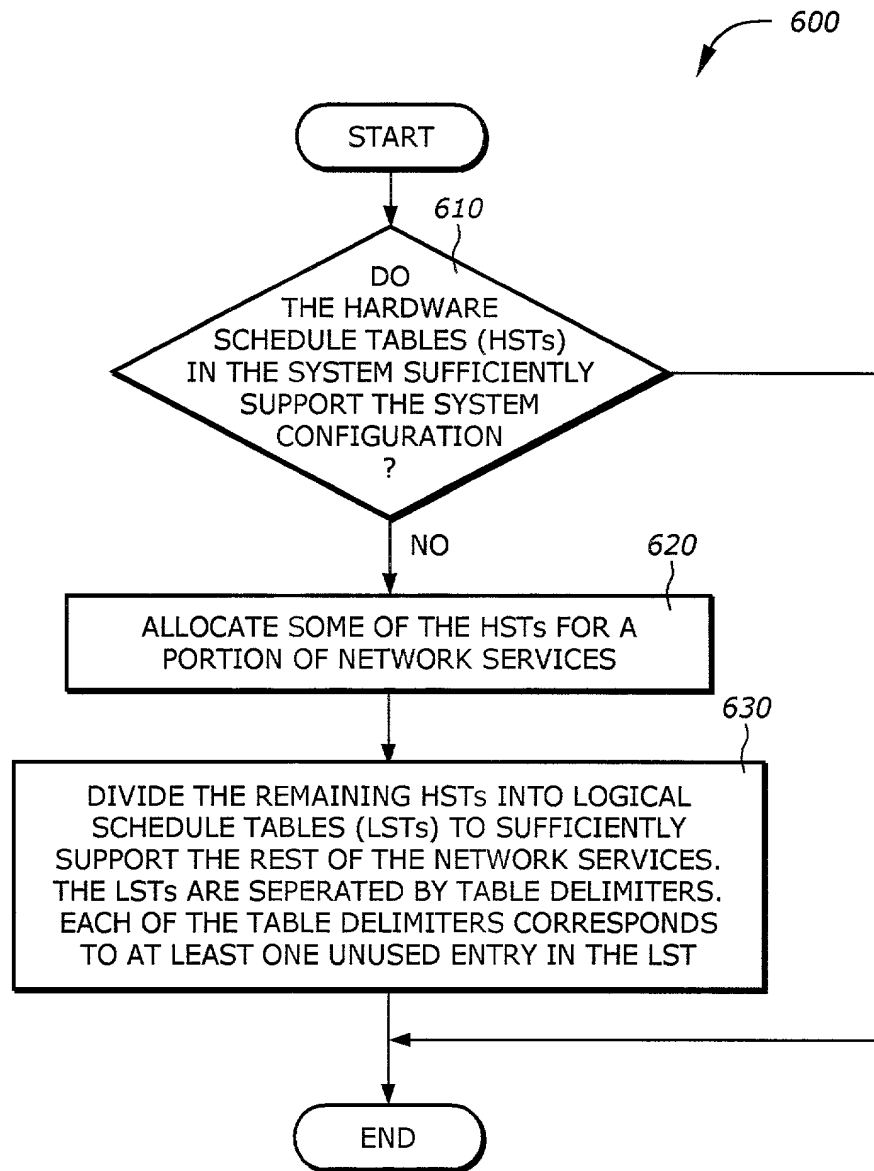 600
START
610
DO
THE HARDWARE
SCHEDULE TABLES (HSTs)
IN THE SYSTEM SUFFICIENTLY
SUPPORT THE SYSTEM
CONFIGURATION
?
NO
620
ALLOCATE SOME OF THE HSTs FOR A
PORTION OF NETWORK SERVICES
630
DIVIDE THE REMAINING HSTs INTO LOGICAL
SCHEDULE TABLES (LSTs) TO SUFFICIENTLY
SUPPORT THE REST OF THE NETWORK SERVICES.
THE LSTs ARE SEPERATED BY TABLE DELIMITERS.
EACH OF THE TABLE DELIMITERS CORRESPONDS
TO AT LEAST ONE UNUSED ENTRY IN THE LST
END